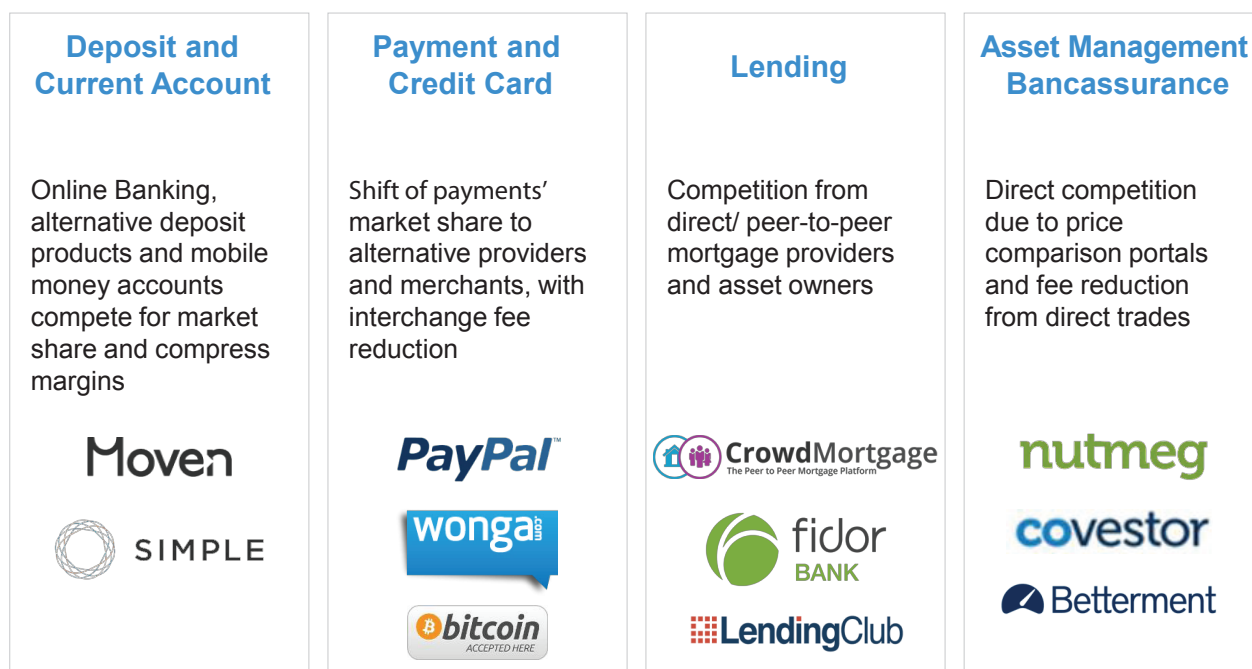 Deposit and
Current Account
Online Banking,
alternative deposit
products and mobile
money accounts
compete for market
share and compress
margins
Moven
SIMPLE
Payment and
Credit Card
Shift of payments’
market share to
alternative providers
and merchants, with
interchange fee
reduction
PayPal™
wonga.com
bitcoin
ACCEPTED HERE
Lending
Competition from
direct/ peer-to-peer
mortgage providers
and asset owners
CrowdMortgage
The Peer to Peer Mortgage Platform
fidor
BANK
LendingClub
Asset Management
Bancassurance
Direct competition
due to price
comparison portals
and fee reduction
from direct trades
nutmeg
covestor
Betterment